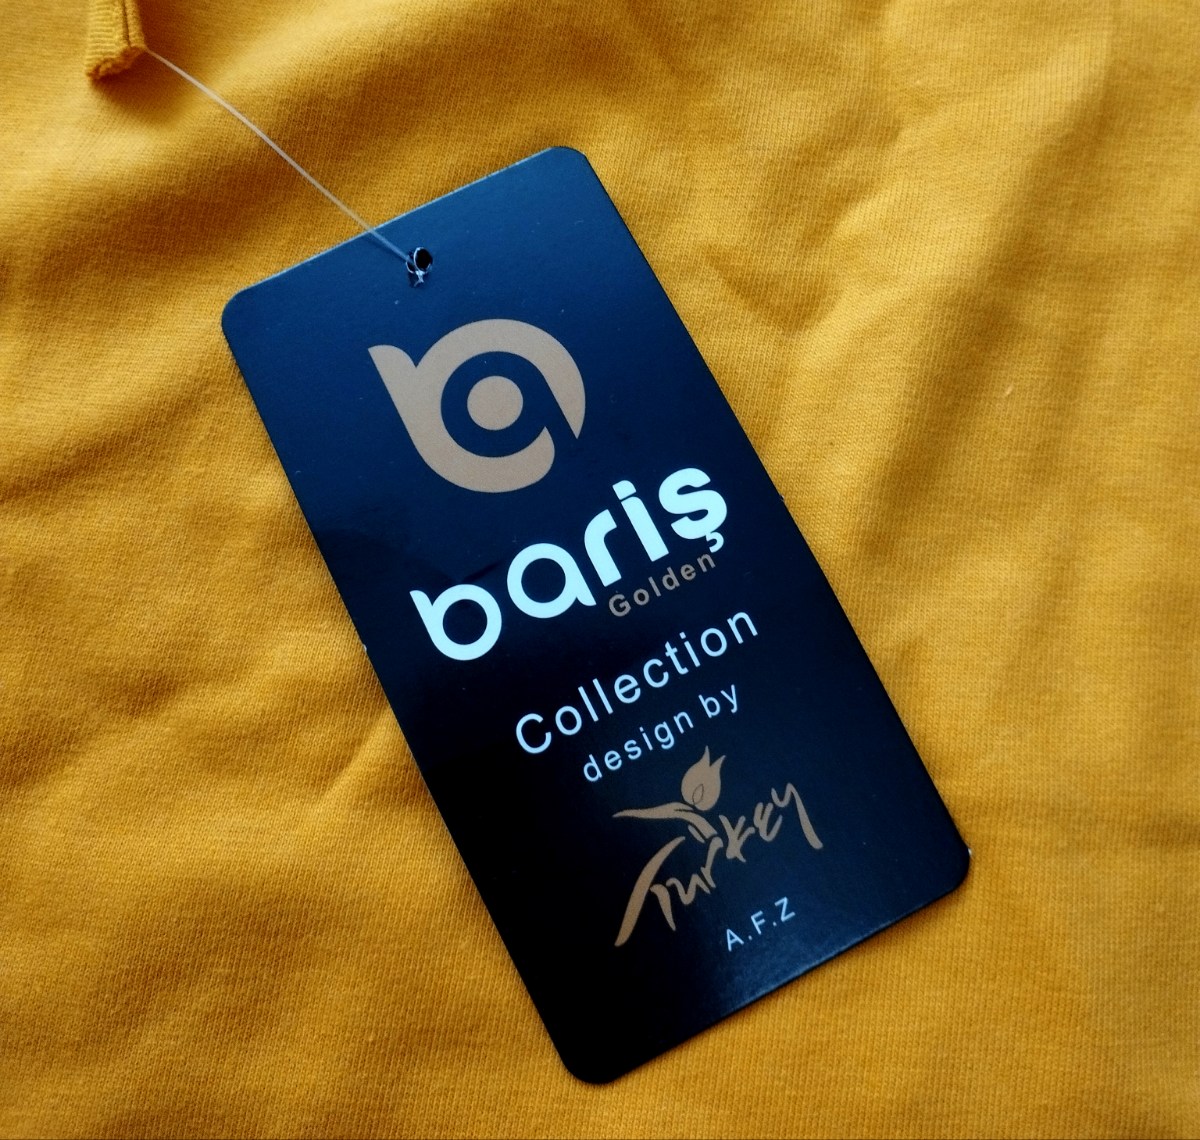 bariş
Golden
Collection
design by
Turkey
A.F.Z